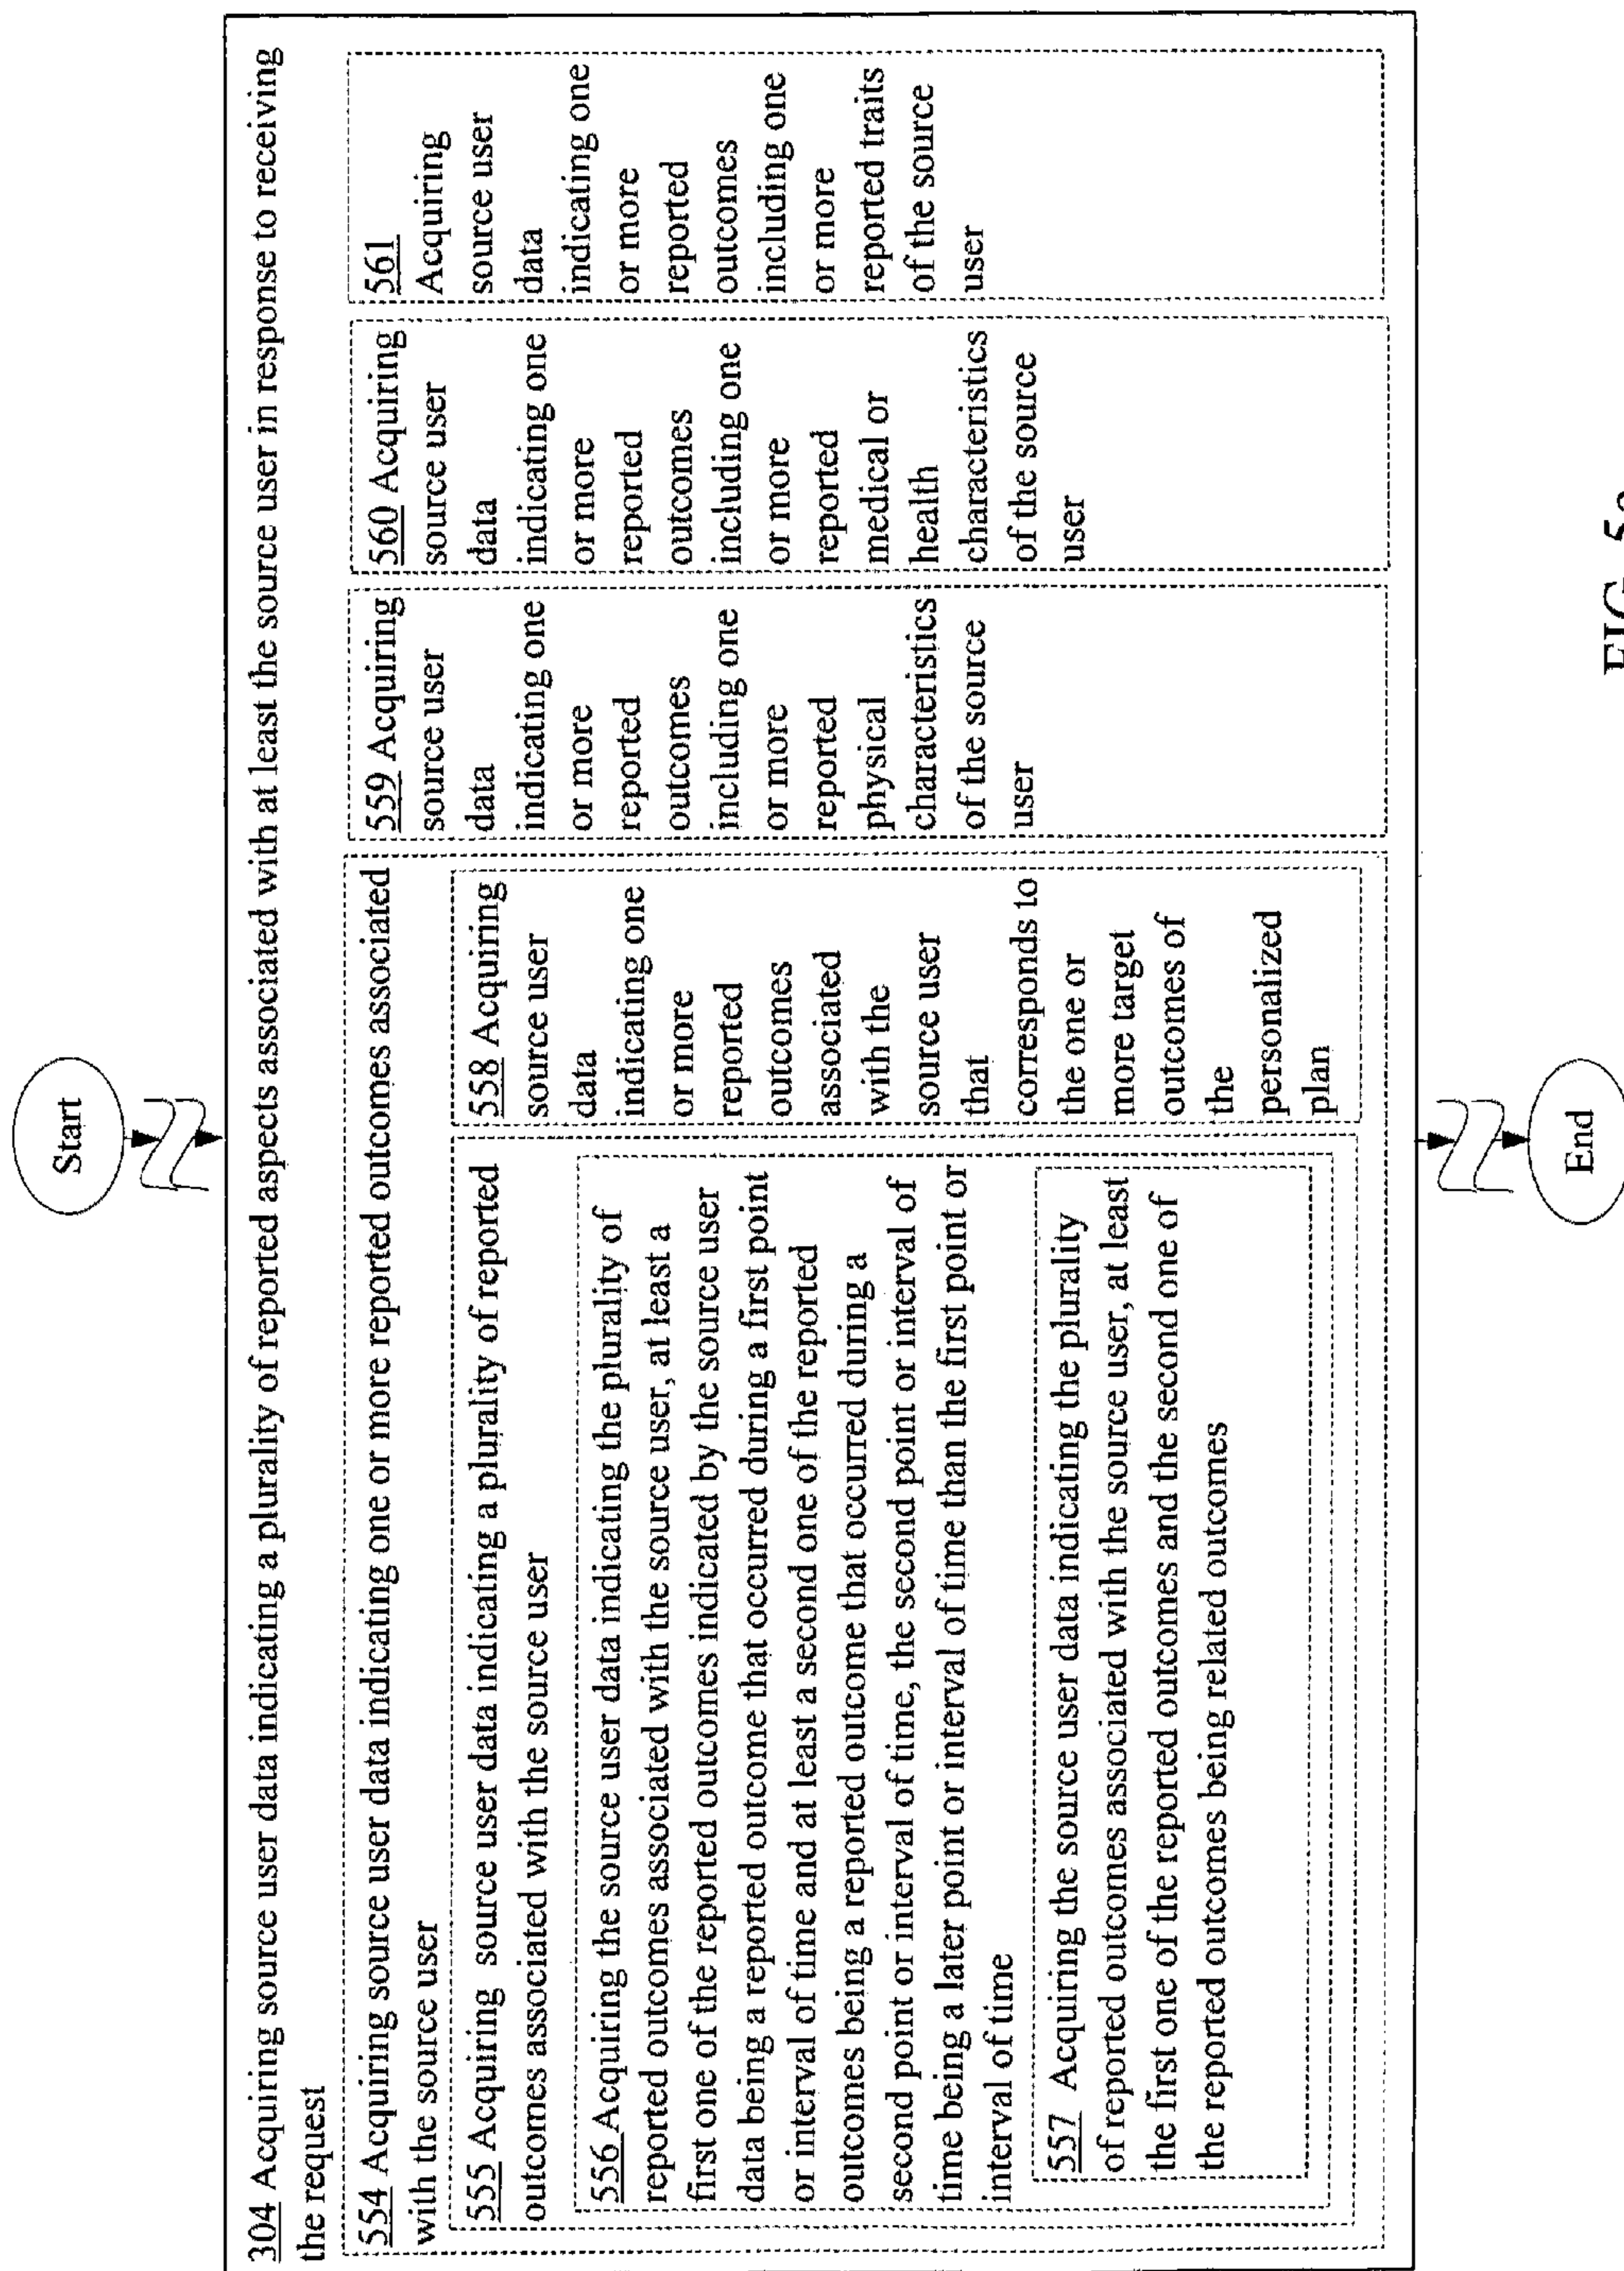 Start
304 Acquiring source user data indicating a plurality of reported aspects associated with at least the source user in response to receiving
the request
554 Acquiring source user data indicating one or more reported outcomes associated
with the source user
555 Acquiring source user data indicating a plurality of reported
outcomes associated with the source user
556 Acquiring the source user data indicating the plurality of
reported outcomes associated with the source user, at least a
first one of the reported outcomes indicated by the source user
data being a reported outcome that occurred during a first point
or interval of time and at least a second one of the reported
outcomes being a reported outcome that occurred during a
second point or interval of time, the second point or interval of
time being a later point or interval of time than the first point or
interval of time
557 Acquiring the source user data indicating the plurality
of reported outcomes associated with the source user, at least
the first one of the reported outcomes and the second one of
the reported outcomes being related outcomes
558 Acquiring
source user
data
indicating one
or more
reported
outcomes
associated
with the
source user
that
corresponds to
the one or
more target
outcomes of
the
personalized
plan
559 Acquiring
source user
data
indicating one
or more
reported
outcomes
including one
or more
reported
physical
characteristics
of the source
user
560 Acquiring
source user
data
indicating one
or more
reported
outcomes
including one
or more
reported
medical or
health
characteristics
of the source
user
561
Acquiring
source user
data
indicating one
or more
reported
outcomes
including one
or more
reported traits
of the source
user
End